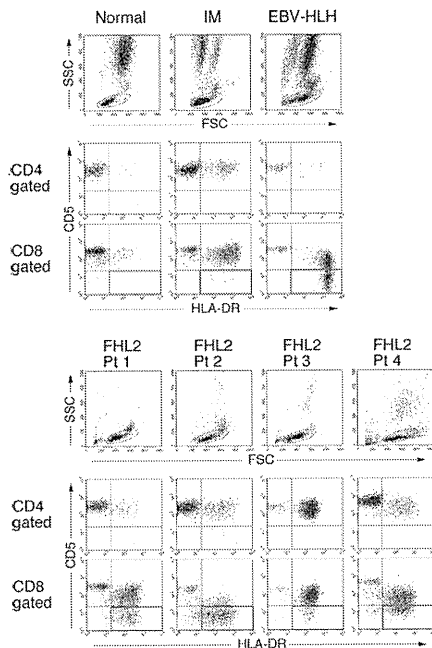 Normal IM EBV-HLH
SSC
FSC
CD4 gated
CD5
CD8 gated
HLA-DR
FHL2 Pt 1 FHL2 Pt 2 FHL2 Pt 3 FHL2 Pt 4
SSC
FSC
CD4 gated
CD5
CD8 gated
HLA-DR